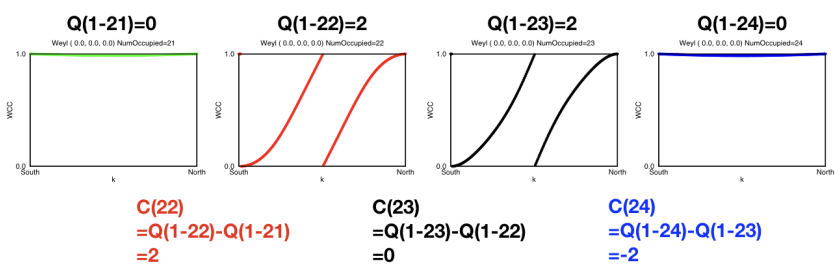 Q(1-21)=0
Q(1-22)=2
Q(1-23)=2
Q(1-24)=0
Weyl ( 0.0, 0.0, 0.0) NumOccupied=21
Weyl ( 0.0, 0.0, 0.0) NumOccupied=22
Weyl ( 0.0, 0.0, 0.0) NumOccupied=23
Weyl ( 0.0, 0.0, 0.0) NumOccupied=24
1.0
WCC
0.0
South
k
North
1.0
WCC
0.0
South
k
North
1.0
WCC
0.0
South
k
North
1.0
WCC
0.0
South
k
North
C(22)
=Q(1-22)-Q(1-21)
=2
C(23)
=Q(1-23)-Q(1-22)
=0
C(24)
=Q(1-24)-Q(1-23)
=-2